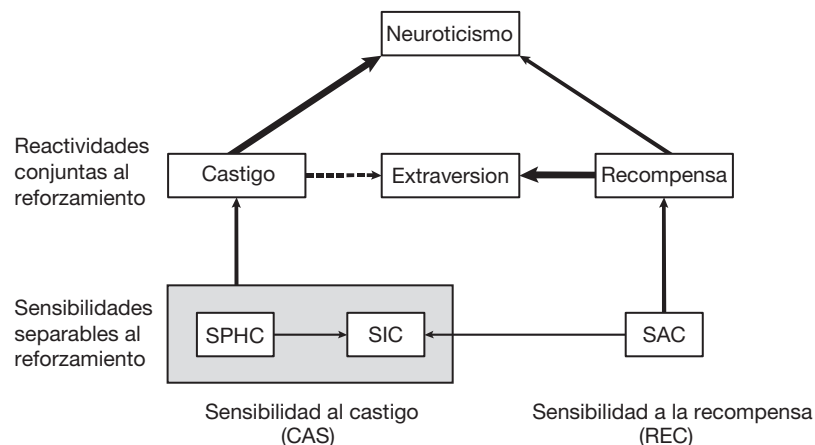 Neuroticismo
Reactividades
conjuntas al
reforzamiento
Castigo
Extraversion
Recompensa
Sensibilidades
separables al
reforzamiento
SPHC
SIC
SAC
Sensibilidad al castigo
(CAS)
Sensibilidad a la recompensa
(REC)